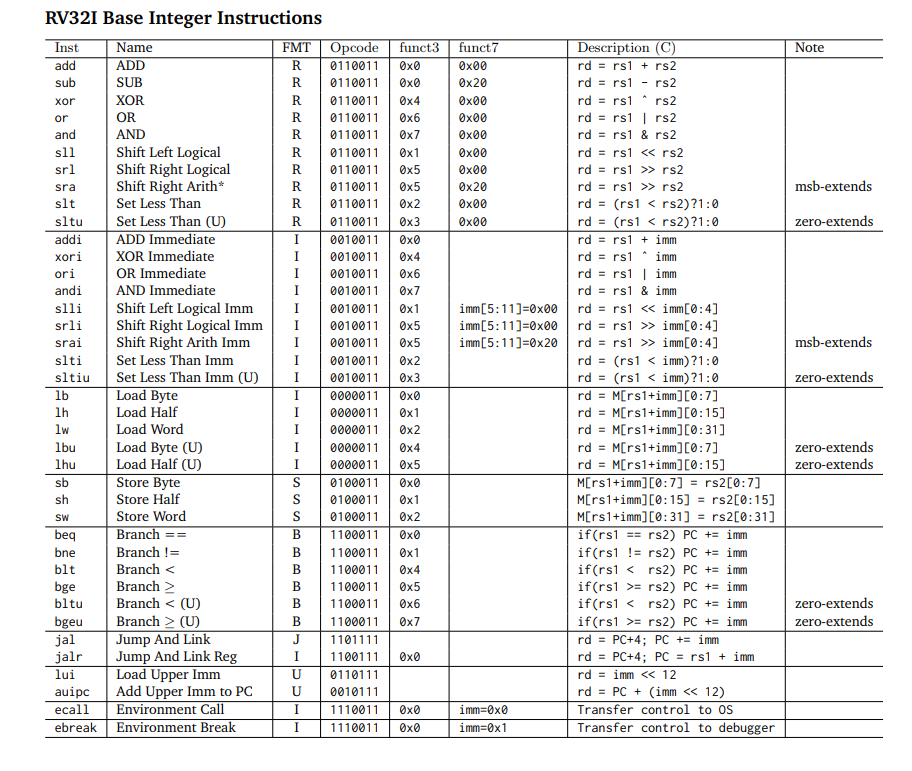 RV32I Base Integer Instructions
Inst Name FMT Opcode funct3 funct7 Description (C) Note
add ADD R 0110011 0x0 0x00 rd = rs1 + rs2
sub SUB R 0110011 0x0 0x20 rd = rs1 - rs2
xor XOR R 0110011 0x4 0x00 rd = rs1 ^ rs2
or OR R 0110011 0x6 0x00 rd = rs1 | rs2
and AND R 0110011 0x7 0x00 rd = rs1 & rs2
sll Shift Left Logical R 0110011 0x1 0x00 rd = rs1 << rs2
srl Shift Right Logical R 0110011 0x5 0x00 rd = rs1 >> rs2
sra Shift Right Arith* R 0110011 0x5 0x20 rd = rs1 >> rs2 msb-extends
slt Set Less Than R 0110011 0x2 0x00 rd = (rs1 < rs2)?1:0
sltu Set Less Than (U) R 0110011 0x3 0x00 rd = (rs1 < rs2)?1:0 zero-extends
addi ADD Immediate I 0010011 0x0 rd = rs1 + imm
xori XOR Immediate I 0010011 0x4 rd = rs1 ^ imm
ori OR Immediate I 0010011 0x6 rd = rs1 | imm
andi AND Immediate I 0010011 0x7 rd = rs1 & imm
slli Shift Left Logical Imm I 0010011 0x1 imm[5:11]=0x00 rd = rs1 << imm[0:4]
srli Shift Right Logical Imm I 0010011 0x5 imm[5:11]=0x00 rd = rs1 >> imm[0:4]
srai Shift Right Arith Imm I 0010011 0x5 imm[5:11]=0x20 rd = rs1 >> imm[0:4] msb-extends
slti Set Less Than Imm I 0010011 0x2 rd = (rs1 < imm)?1:0
sltiu Set Less Than Imm (U) I 0010011 0x3 rd = (rs1 < imm)?1:0 zero-extends
lb Load Byte I 0000011 0x0 rd = M[rs1+imm][0:7]
lh Load Half I 0000011 0x1 rd = M[rs1+imm][0:15]
lw Load Word I 0000011 0x2 rd = M[rs1+imm][0:31]
lbu Load Byte (U) I 0000011 0x4 rd = M[rs1+imm][0:7] zero-extends
lhu Load Half (U) I 0000011 0x5 rd = M[rs1+imm][0:15] zero-extends
sb Store Byte S 0100011 0x0 M[rs1+imm][0:7] = rs2[0:7]
sh Store Half S 0100011 0x1 M[rs1+imm][0:15] = rs2[0:15]
sw Store Word S 0100011 0x2 M[rs1+imm][0:31] = rs2[0:31]
beq Branch == B 1100011 0x0 if(rs1 == rs2) PC += imm
bne Branch != B 1100011 0x1 if(rs1 != rs2) PC += imm
blt Branch < B 1100011 0x4 if(rs1 < rs2) PC += imm
bge Branch ≥ B 1100011 0x5 if(rs1 >= rs2) PC += imm
bltu Branch < (U) B 1100011 0x6 if(rs1 < rs2) PC += imm zero-extends
bgeu Branch ≥ (U) B 1100011 0x7 if(rs1 >= rs2) PC += imm zero-extends
jal Jump And Link J 1101111 rd = PC+4; PC += imm
jalr Jump And Link Reg I 1100111 0x0 rd = PC+4; PC = rs1 + imm
lui Load Upper Imm U 0110111 rd = imm << 12
auipc Add Upper Imm to PC U 0010111 rd = PC + (imm << 12)
ecall Environment Call I 1110011 0x0 imm=0x0 Transfer control to OS
ebreak Environment Break I 1110011 0x0 imm=0x1 Transfer control to debugger